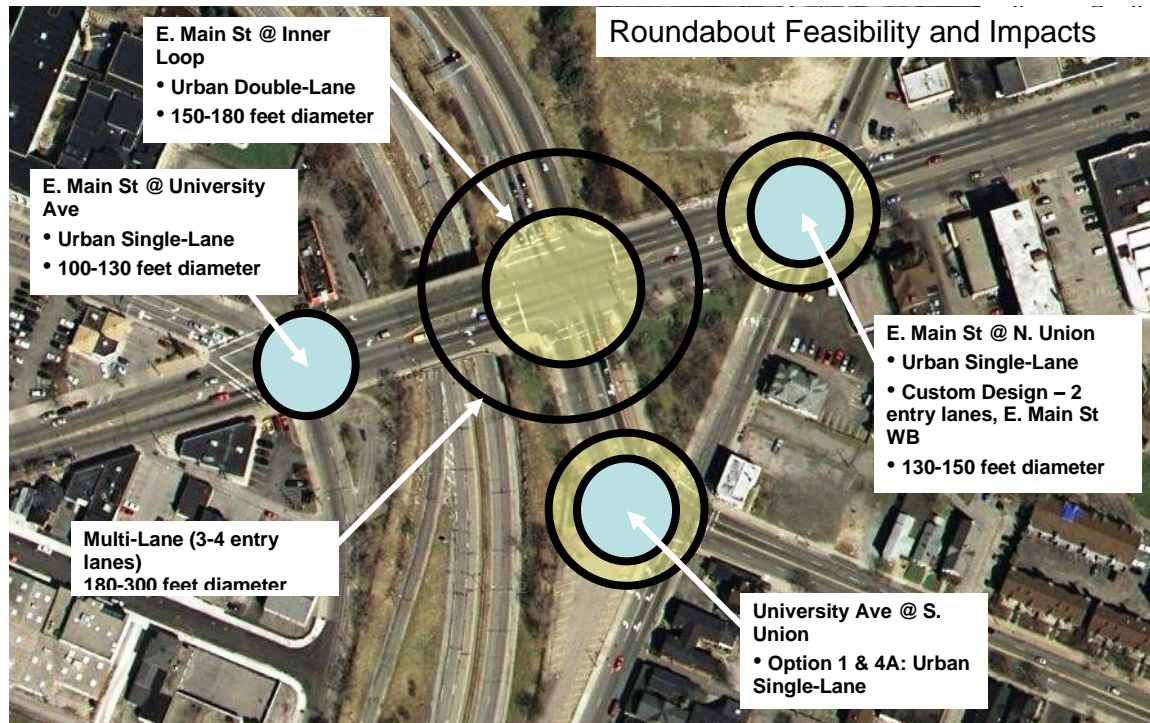 Roundabout Feasibility and Impacts
E. Main St @ Inner
Loop
• Urban Double-Lane
• 150-180 feet diameter
E. Main St @ University
Ave
• Urban Single-Lane
• 100-130 feet diameter
E. Main St @ N. Union
• Urban Single-Lane
• Custom Design – 2
entry lanes, E. Main St
WB
• 130-150 feet diameter
Multi-Lane (3-4 entry
lanes)
180-300 feet diameter
University Ave @ S.
Union
• Option 1 & 4A: Urban
Single-Lane